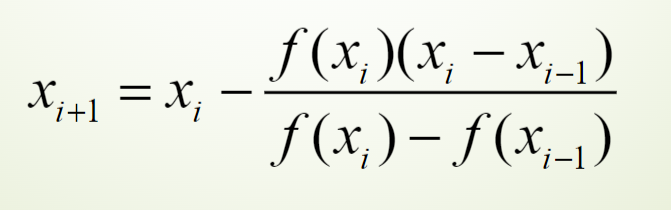 x_{i+1} = x_i - \frac{f(x_i)(x_i - x_{i-1})}{f(x_i) - f(x_{i-1})}